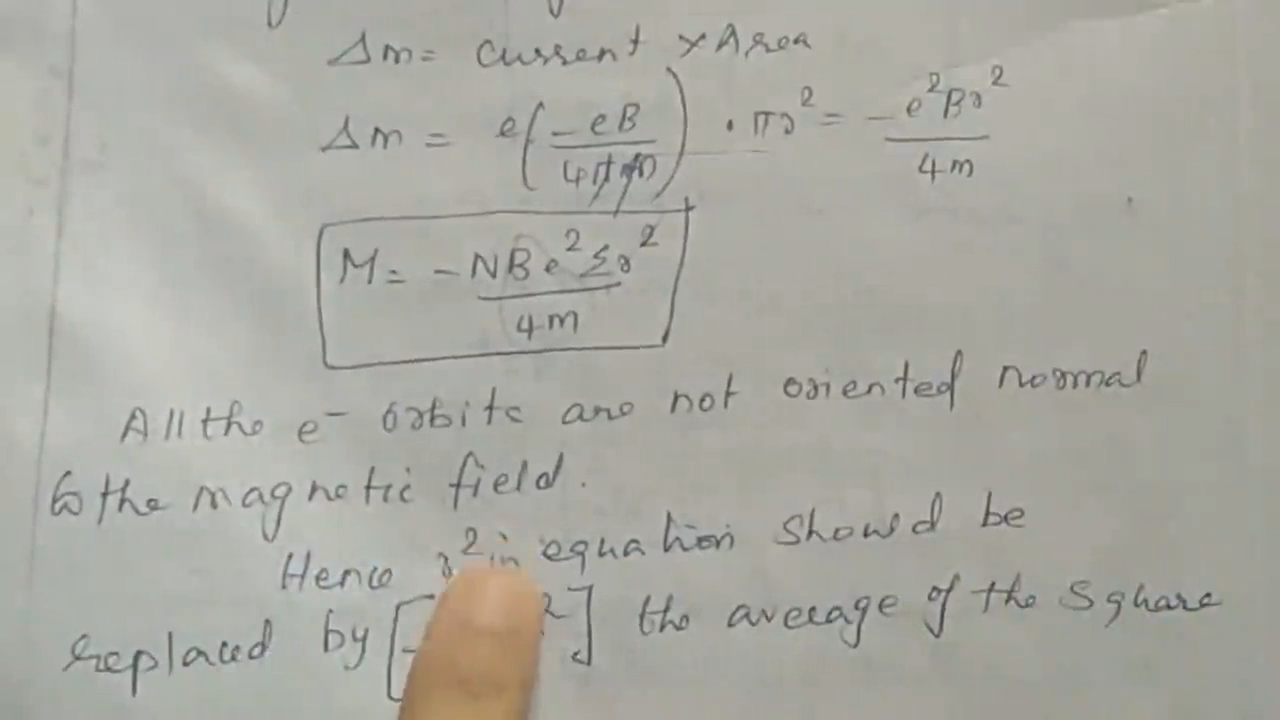 Δm = current × Area
Δm = e(-eB/4πm) . πr² = -e²Br²/4m
M = -NBe²Σr²/4m
All the e⁻ orbits are not oriented normal
to the magnetic field.
Hence r² in equation should be
replaced by [ ²] the average of the square